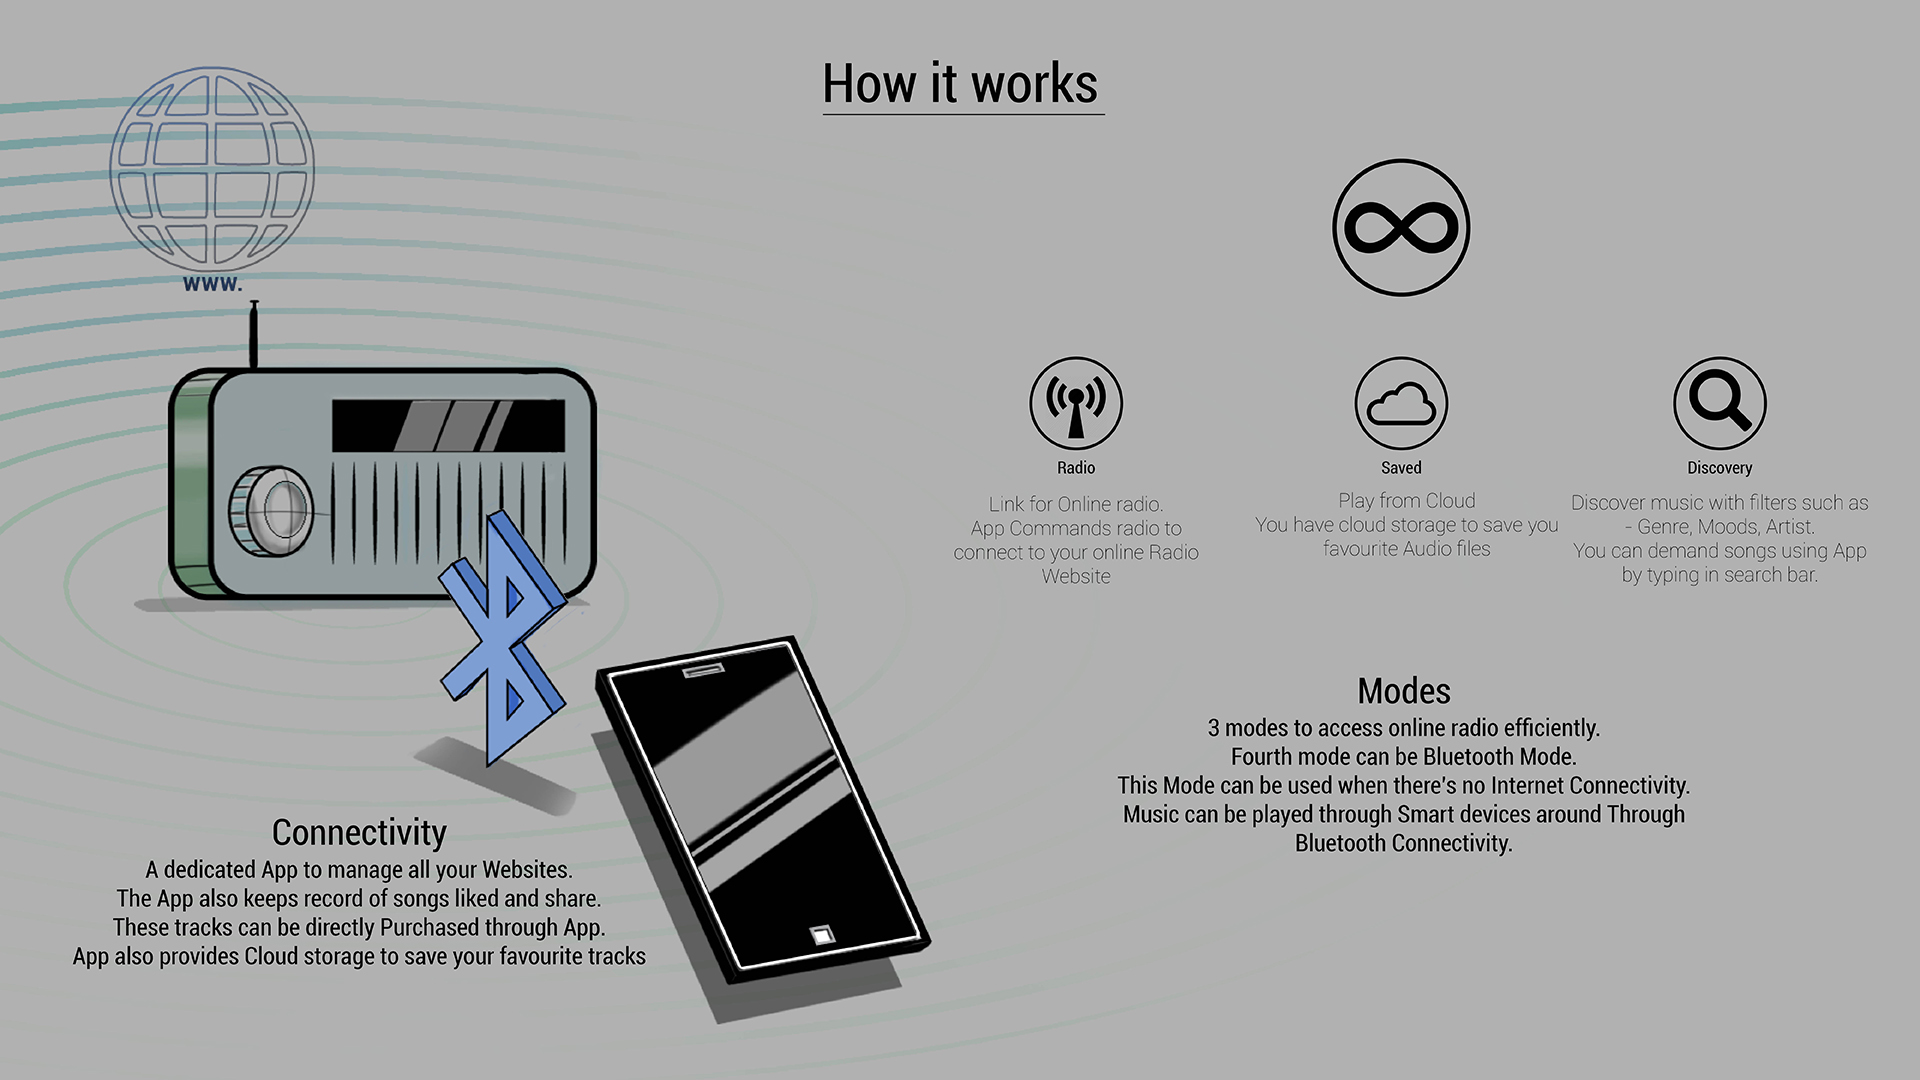 How it works
www.
Radio
Link for Online radio.
App Commands radio to
connect to your online Radio
Website
Saved
Play from Cloud
You have cloud storage to save you
favourite Audio files
Discovery
Discover music with filters such as
- Genre, Moods, Artist.
You can demand songs using App
by typing in search bar.
Connectivity
A dedicated App to manage all your Websites.
The App also keeps record of songs liked and share.
These tracks can be directly Purchased through App.
App also provides Cloud storage to save your favourite tracks
Modes
3 modes to access online radio efficiently.
Fourth mode can be Bluetooth Mode.
This Mode can be used when there's no Internet Connectivity.
Music can be played through Smart devices around Through
Bluetooth Connectivity.